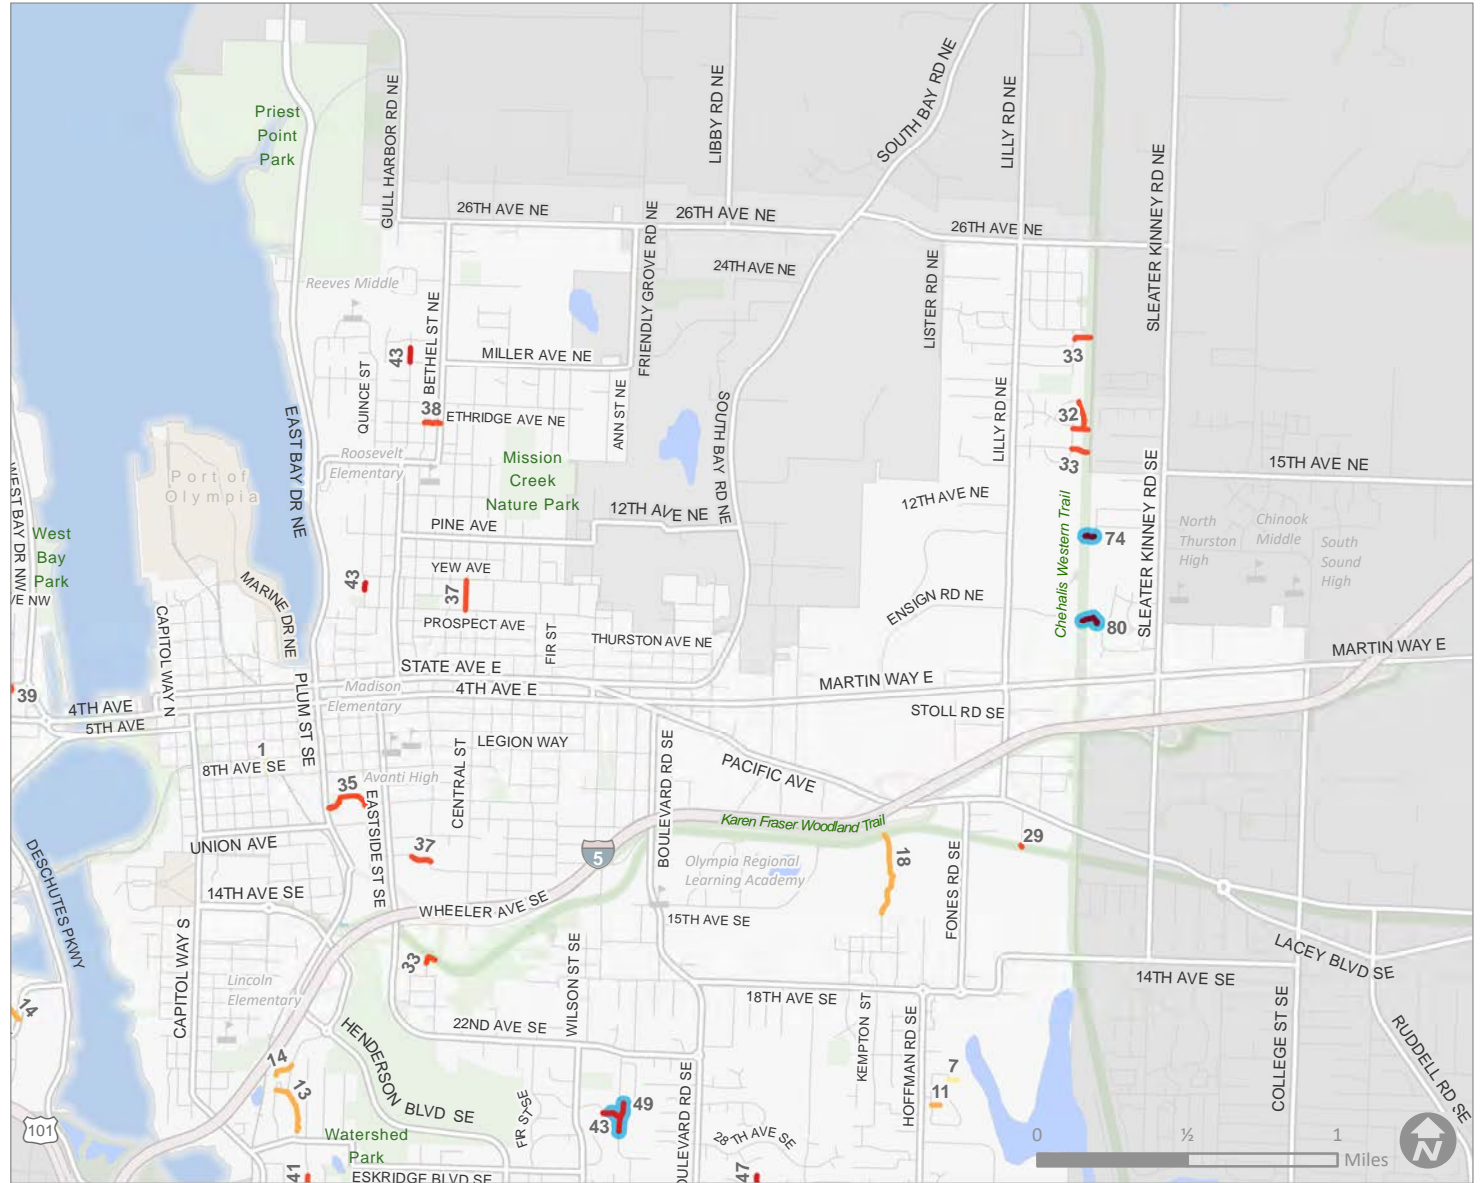 Priest
Point
Park
GULL HARBOR RD NE
LIBBY RD NE
SOUTH BAY RD NE
LILLY RD NE
SLEATER KINNEY RD NE
26TH AVE NE
26TH AVE NE
26TH AVE NE
24TH AVE NE
FRIENDLY GROVE RD NE
LISTER RD NE
Reeves Middle
BETHEL ST NE
43
MILLER AVE NE
33
QUINCE ST
38
ETHRIDGE AVE NE
ANN ST NE
SOUTH BAY RD NE
LILLY RD NE
32
33
EAST BAY DR NE
Roosevelt
Elementary
Mission
Creek
Nature Park
Port of
Olympia
WEST BAY DR NW
West
Bay
Park
VE NW
15TH AVE NE
SLEATER KINNEY RD SE
12TH AVE NE
12TH AVE NE
PINE AVE
Chehalis Western Trail
74
North
Thurston
High
Chinook
Middle
South
Sound
High
YEW AVE
43
37
MARINE DR NE
CAPITOL WAY N
ENSIGN RD NE
80
PROSPECT AVE
FIR ST
THURSTON AVE NE
MARTIN WAY E
STATE AVE E
4TH AVE E
MARTIN WAY E
Madison
Elementary
39
4TH AVE
5TH AVE
PLUM ST SE
STOLL RD SE
1
8TH AVE SE
LEGION WAY
BOULEVARD RD SE
PACIFIC AVE
35
Avanti High
CENTRAL ST
EASTSIDE ST SE
Karen Fraser Woodland Trail
UNION AVE
37
5
Olympia Regional
Learning Academy
18
29
FONES RD SE
DESCHUTES PKWY
14TH AVE SE
WHEELER AVE SE
15TH AVE SE
CAPITOL WAY S
33
WILSON ST SE
LACEY BLVD SE
14TH AVE SE
Lincoln
Elementary
18TH AVE SE
14
22ND AVE SE
KEMPTON ST
HOFFMAN RD SE
COLLEGE ST SE
RUDDELL RD SE
HENDERSON BLVD SE
14
13
7
11
49
43
FIR ST SE
101
Watershed
Park
28TH AVE SE
OULEVARD RD SE
41
ESKRIDGE BLVD SE
47
0
½
1
Miles
N